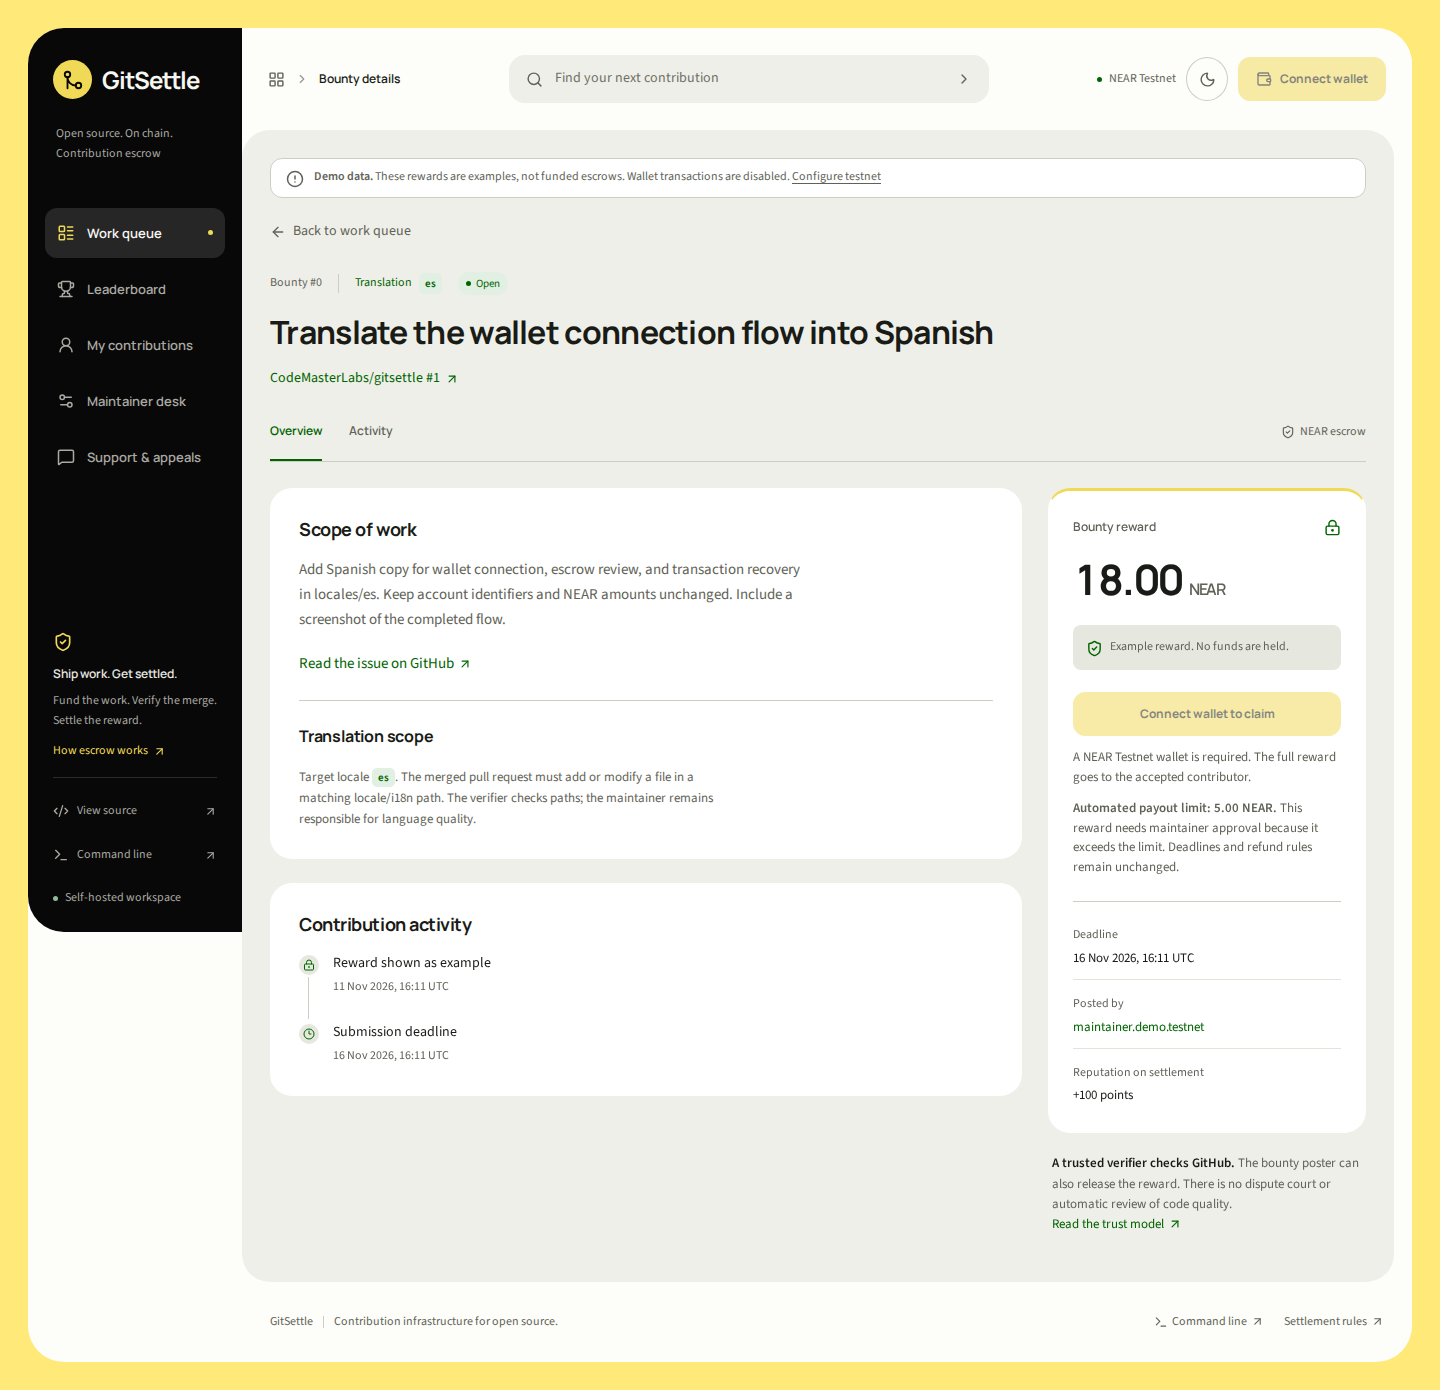 GitSettle
Open source. On chain.
Contribution escrow
Work queue
Leaderboard
My contributions
Maintainer desk
Support & appeals
Ship work. Get settled.
Fund the work. Verify the merge.
Settle the reward.
How escrow works
View source
Command line
Self-hosted workspace
Bounty details
Find your next contribution
NEAR Testnet
Connect wallet
Demo data. These rewards are examples, not funded escrows. Wallet transactions are disabled. Configure testnet
Back to work queue
Bounty #0
Translation es
Open
Translate the wallet connection flow into Spanish
CodeMasterLabs/gitsettle #1
Overview
Activity
NEAR escrow
Scope of work
Add Spanish copy for wallet connection, escrow review, and transaction recovery
in locales/es. Keep account identifiers and NEAR amounts unchanged. Include a
screenshot of the completed flow.
Read the issue on GitHub
Translation scope
Target locale es. The merged pull request must add or modify a file in a
matching locale/i18n path. The verifier checks paths; the maintainer remains
responsible for language quality.
Contribution activity
Reward shown as example
11 Nov 2026, 16:11 UTC
Submission deadline
16 Nov 2026, 16:11 UTC
Bounty reward
18.00 NEAR
Example reward. No funds are held.
Connect wallet to claim
A NEAR Testnet wallet is required. The full reward
goes to the accepted contributor.
Automated payout limit: 5.00 NEAR. This
reward needs maintainer approval because it
exceeds the limit. Deadlines and refund rules
remain unchanged.
Deadline
16 Nov 2026, 16:11 UTC
Posted by
maintainer.demo.testnet
Reputation on settlement
+100 points
A trusted verifier checks GitHub. The bounty poster can
also release the reward. There is no dispute court or
automatic review of code quality.
Read the trust model
GitSettle
Contribution infrastructure for open source.
Command line
Settlement rules